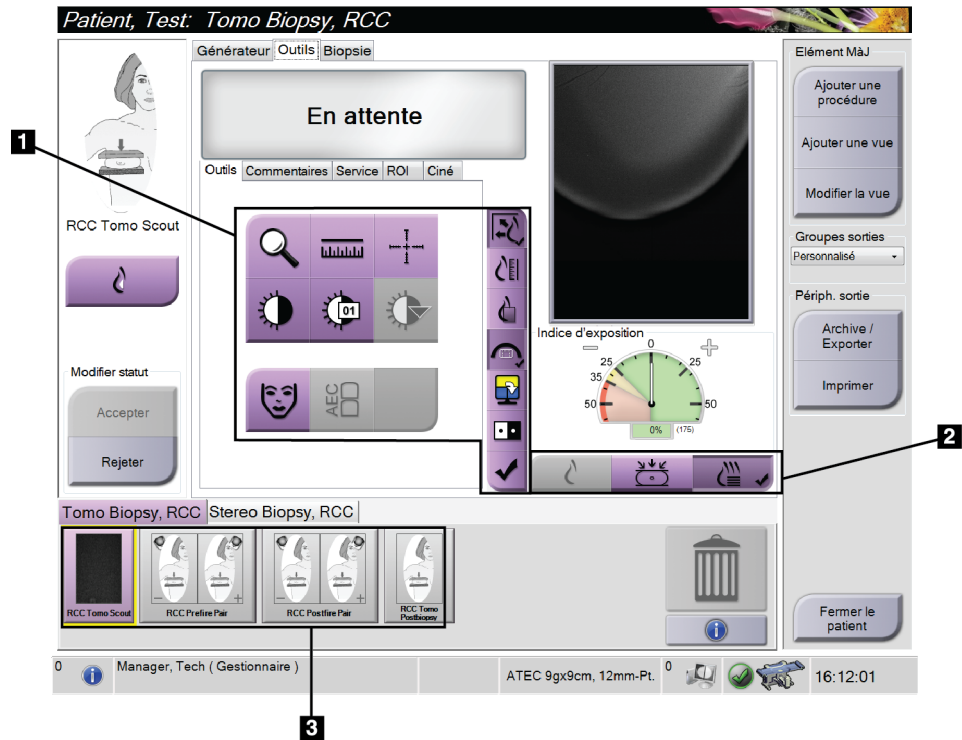 Patient, Test: Tomo Biopsy, RCC
Générateur Outils Biopsie
En attente
Outils Commentaires Service ROI Ciné
1
RCC Tomo Scout
01
AEC
Modifier statut
Accepter
Rejeter
Indice d'exposition
0
25 25
35
50 50
0% (175)
2
Elément MàJ
Ajouter une
procédure
Ajouter une vue
Modifier la vue
Groupes sorties
Personnalisé
Périph. sortie
Archive /
Exporter
Imprimer
Tomo Biopsy, RCC Stereo Biopsy, RCC
RCC Tomo Scout
RCC Prefire Pair
RCC Postfire Pair
RCC Tomo
Postbiopsy
Fermer le
patient
0 Manager, Tech ( Gestionnaire ) ATEC 9gx9cm, 12mm-Pt. 0 16:12:01
3